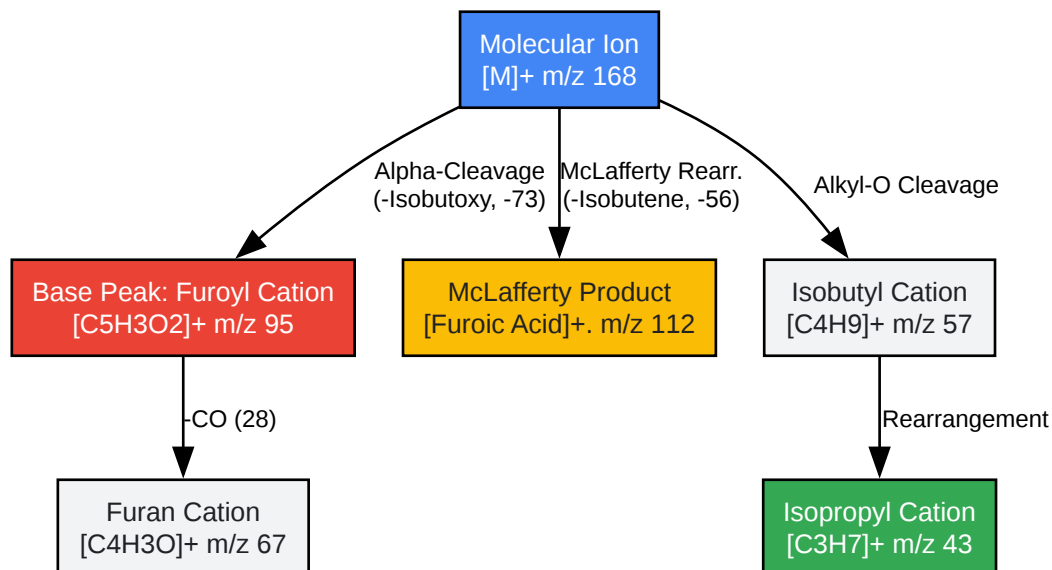 Molecular Ion
[M]+ m/z 168
Alpha-Cleavage
(-Isobutoxy, -73)
McLafferty Rearr.
(-Isobutene, -56)
Alkyl-O Cleavage
Base Peak: Furoyl Cation
[C5H3O2]+ m/z 95
McLafferty Product
[Furoic Acid]+. m/z 112
Isobutyl Cation
[C4H9]+ m/z 57
-CO (28)
Rearrangement
Furan Cation
[C4H3O]+ m/z 67
Isopropyl Cation
[C3H7]+ m/z 43